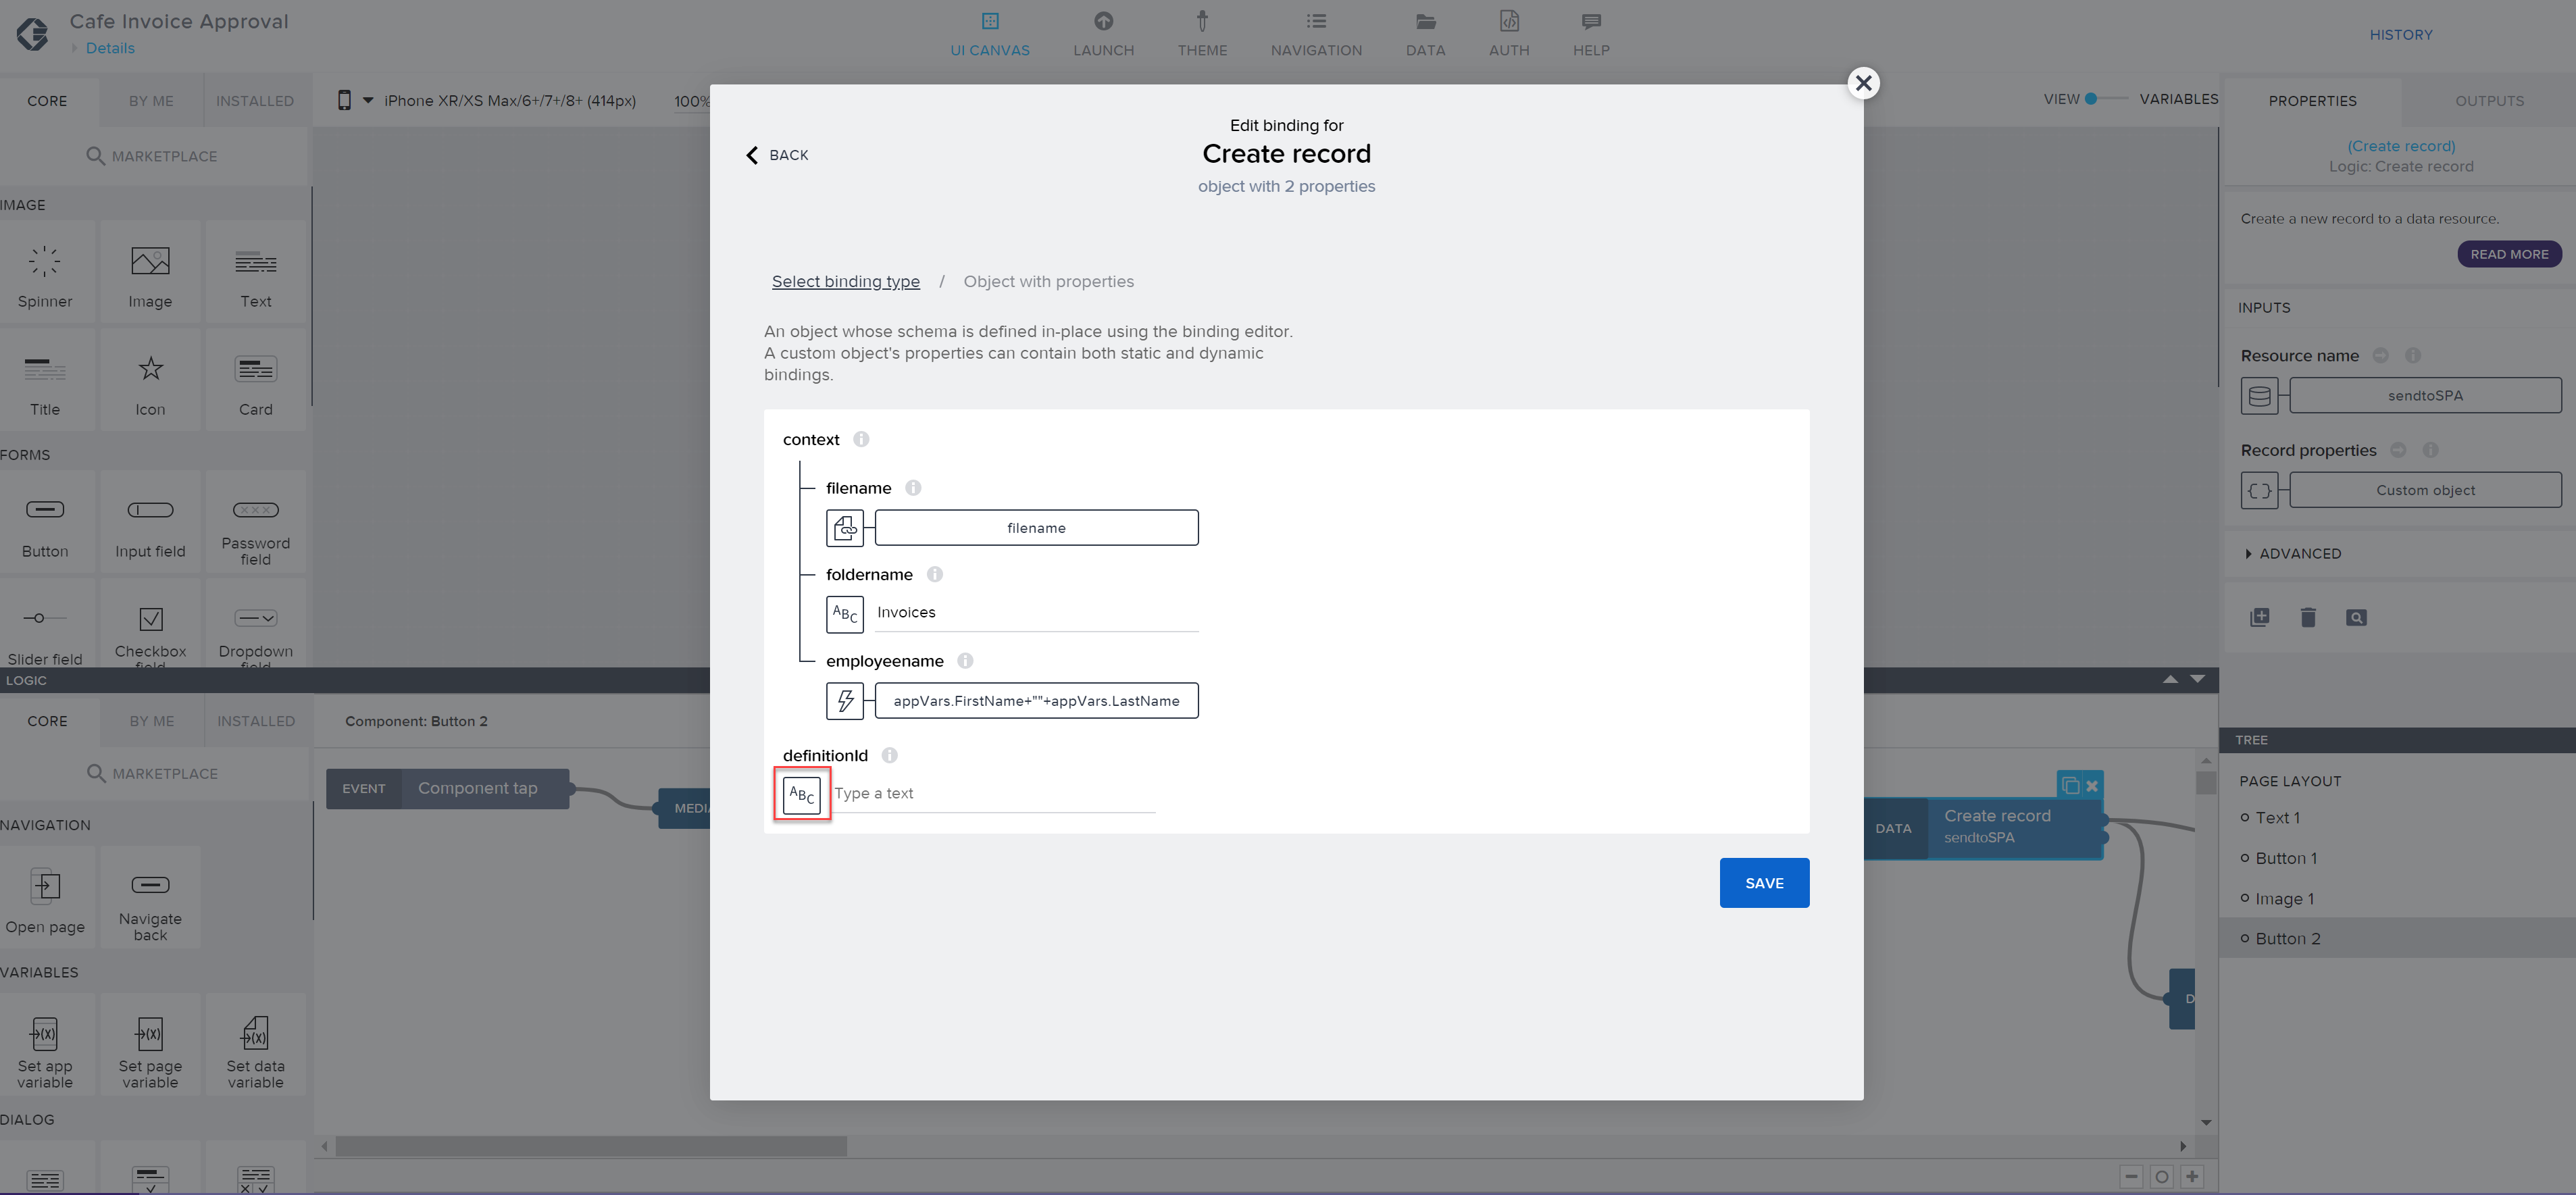 Cafe Invoice Approval
Details
UI CANVAS
LAUNCH
THEME
NAVIGATION
DATA
AUTH
HELP
HISTORY
CORE
BY ME
INSTALLED
iPhone XR/XS Max/6+/7+/8+ (414px)
100%
VIEW
VARIABLES
PROPERTIES
OUTPUTS
MARKETPLACE
IMAGE
Spinner
Image
Text
Title
Icon
Card
FORMS
Button
Input field
Password
field
Slider field
Checkbox
field
Dropdown
field
LOGIC
CORE
BY ME
INSTALLED
MARKETPLACE
NAVIGATION
Open page
Navigate
back
VARIABLES
Set app
variable
Set page
variable
Set data
variable
DIALOG
Component: Button 2
EVENT
Component tap
MEDIA
BACK
Edit binding for
Create record
object with 2 properties
Select binding type / Object with properties
An object whose schema is defined in-place using the binding editor.
A custom object's properties can contain both static and dynamic
bindings.
context
filename
filename
foldername
ABC
Invoices
employeename
appVars.FirstName+""+appVars.LastName
definitionId
ABC
Type a text
SAVE
DATA
Create record
sendtoSPA
D
(Create record)
Logic: Create record
Create a new record to a data resource.
READ MORE
INPUTS
Resource name
sendtoSPA
Record properties
Custom object
ADVANCED
TREE
PAGE LAYOUT
Text 1
Button 1
Image 1
Button 2